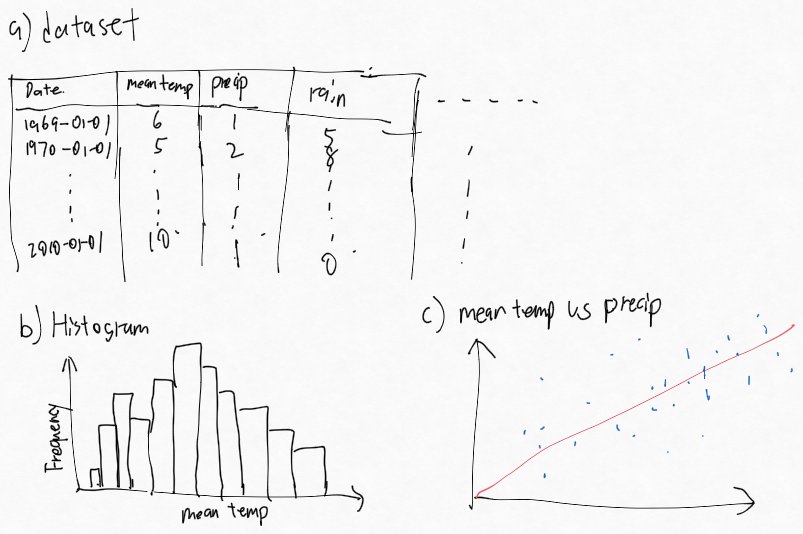 a) dataset
Date mean temp precip rain
1969-01-01 6 1 5
1970-01-01 5 2 8
2010-01-01 10 1 0
b) Histogram
Frequency
mean temp
c) mean temp vs precip